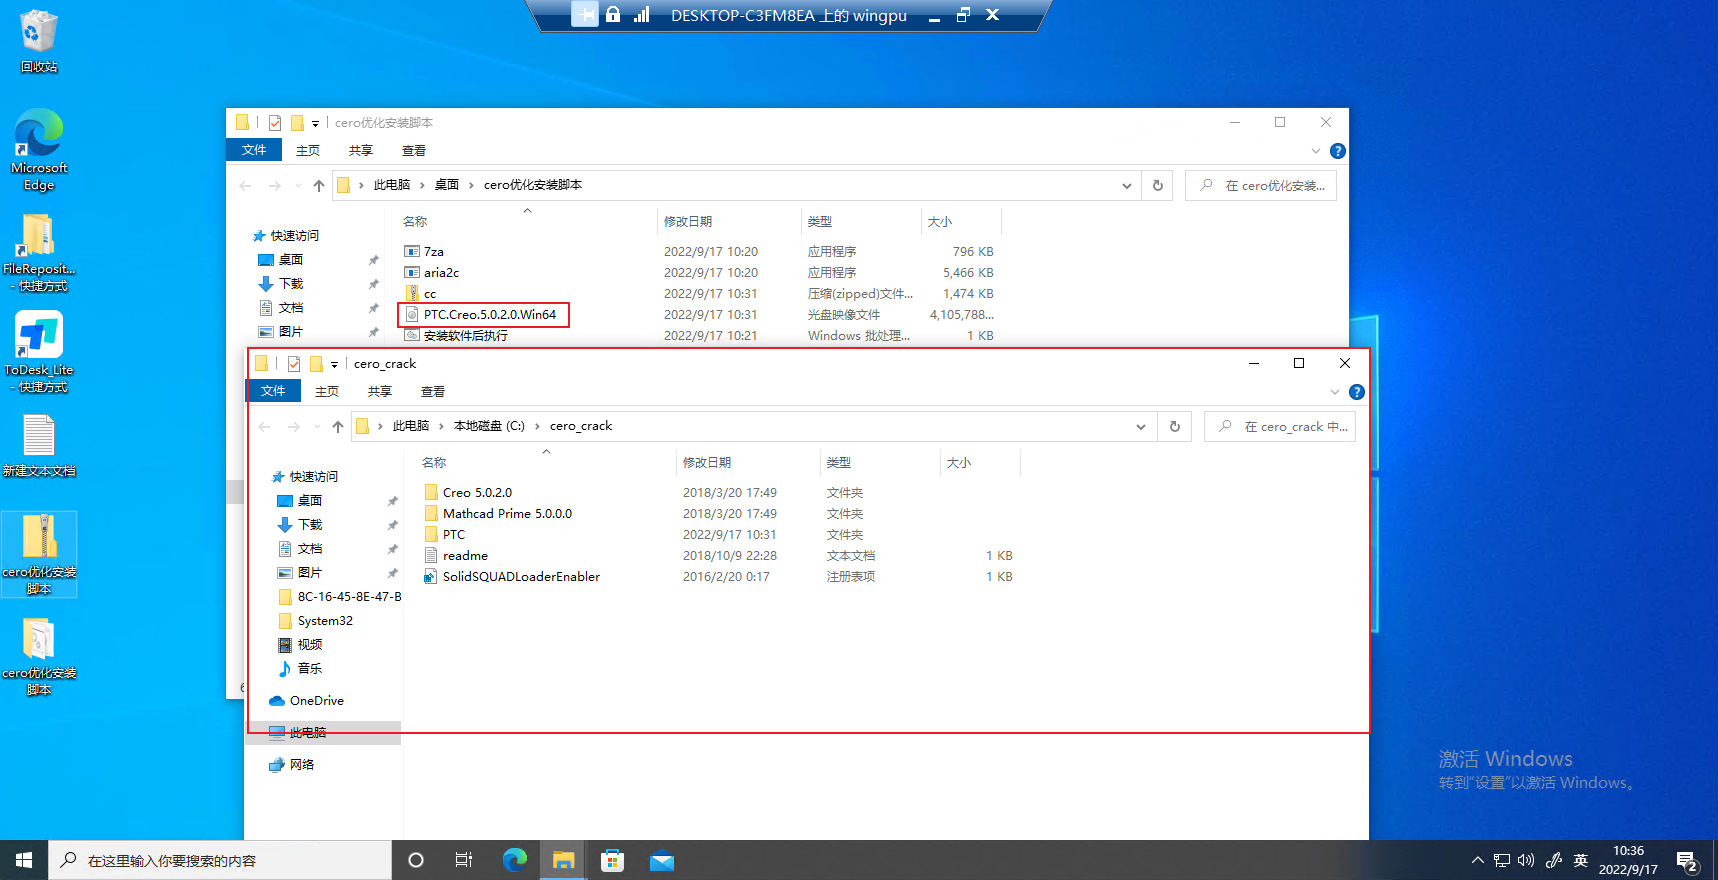 DESKTOP-C3FM8EA 上的 wingpu
回收站
Microsoft
Edge
FileReposit...
- 快捷方式
ToDesk_Lite
- 快捷方式
新建文本文档
cero优化安装
脚本
cero优化安装
脚本
cero优化安装脚本
文件 主页 共享 查看
此电脑 桌面 cero优化安装脚本
在 cero优化安装...
快速访问
桌面
下载
文档
图片
名称 修改日期 类型 大小
7za 2022/9/17 10:20 应用程序 796 KB
aria2c 2022/9/17 10:20 应用程序 5,466 KB
cc 2022/9/17 10:31 压缩(zipped)文件... 1,474 KB
PTC.Creo.5.0.2.0.Win64 2022/9/17 10:31 光盘映像文件 4,105,788...
安装软件后执行 2022/9/17 10:21 Windows 批处理... 1 KB
cero_crack
文件 主页 共享 查看
此电脑 本地磁盘 (C:) cero_crack
在 cero_crack 中...
快速访问
桌面
下载
文档
图片
8C-16-45-8E-47-B
System32
视频
音乐
OneDrive
此电脑
网络
名称 修改日期 类型 大小
Creo 5.0.2.0 2018/3/20 17:49 文件夹
Mathcad Prime 5.0.0.0 2018/3/20 17:49 文件夹
PTC 2022/9/17 10:31 文件夹
readme 2018/10/9 22:28 文本文档 1 KB
SolidSQUADLoaderEnabler 2016/2/20 0:17 注册表项 1 KB
激活 Windows
转到"设置"以激活 Windows。
在这里输入你要搜索的内容
英
10:36
2022/9/17
2